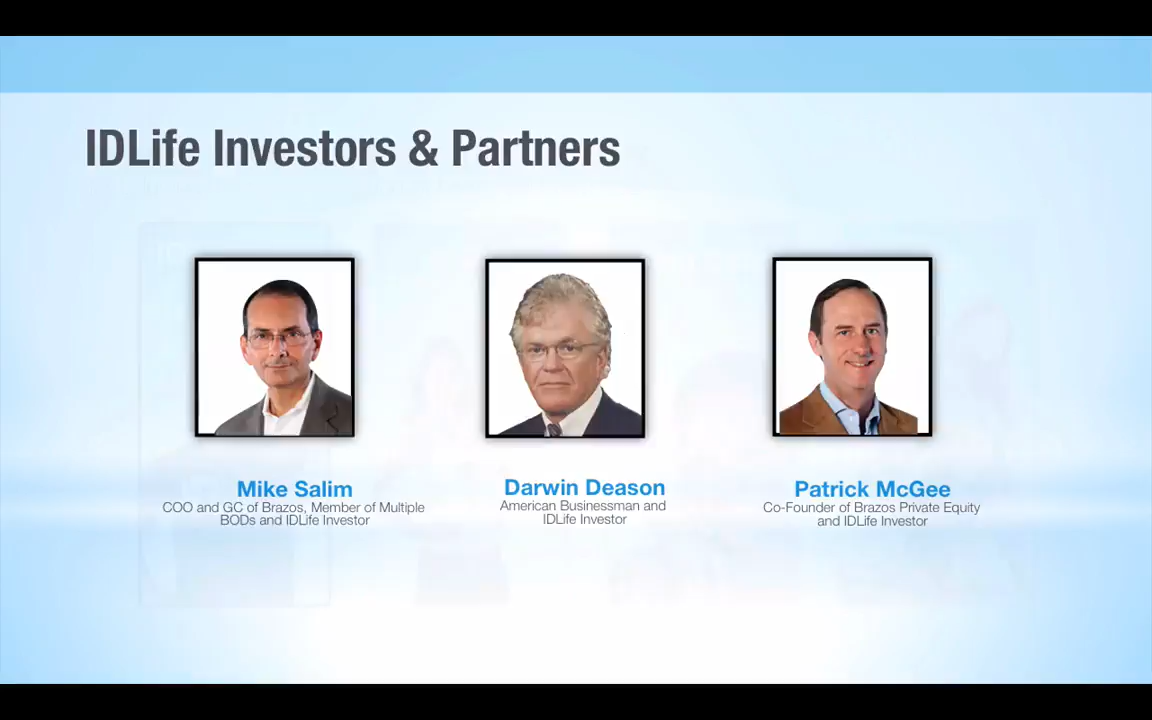 IDLife Investors & Partners
Mike Salim
COO and GC of Brazos, Member of Multiple
BODs and IDLife Investor
Darwin Deason
American Businessman and
IDLife Investor
Patrick McGee
Co-Founder of Brazos Private Equity
and IDLife Investor